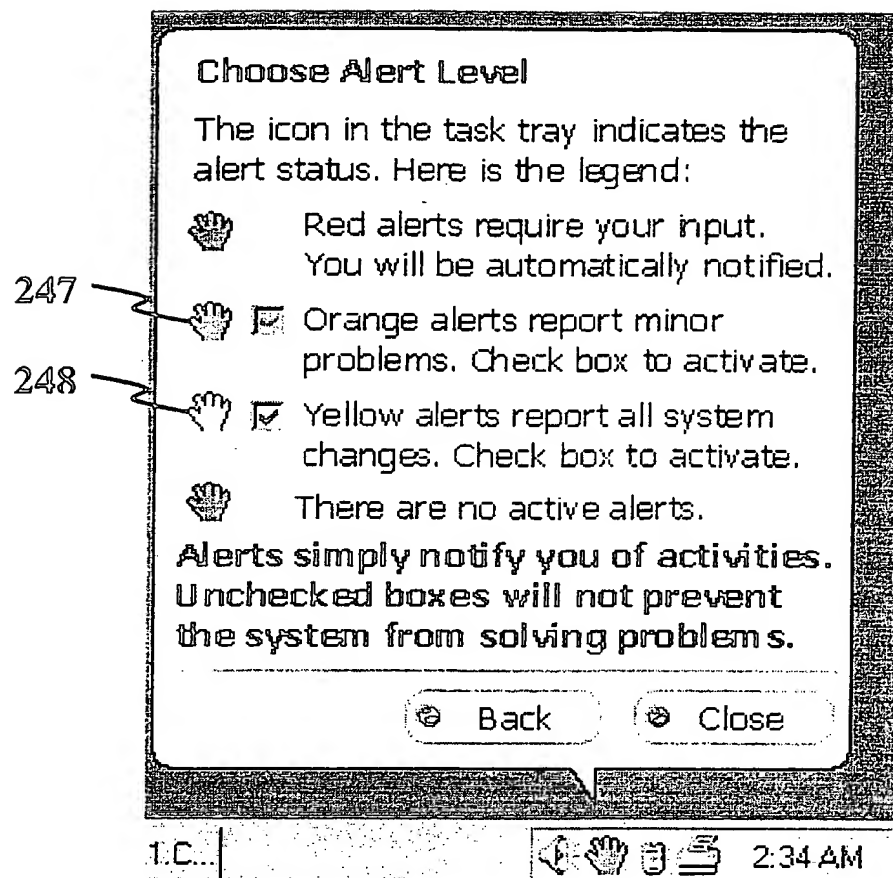 Choose Alert Level
The icon in the task tray indicates the
alert status. Here is the legend:
Red alerts require your input.
You will be automatically notified.
247
Orange alerts report minor
problems. Check box to activate.
248
Yellow alerts report all system
changes. Check box to activate.
There are no active alerts.
Alerts simply notify you of activities.
Unchecked boxes will not prevent
the system from solving problems.
Back Close
1.C... 2:34 AM